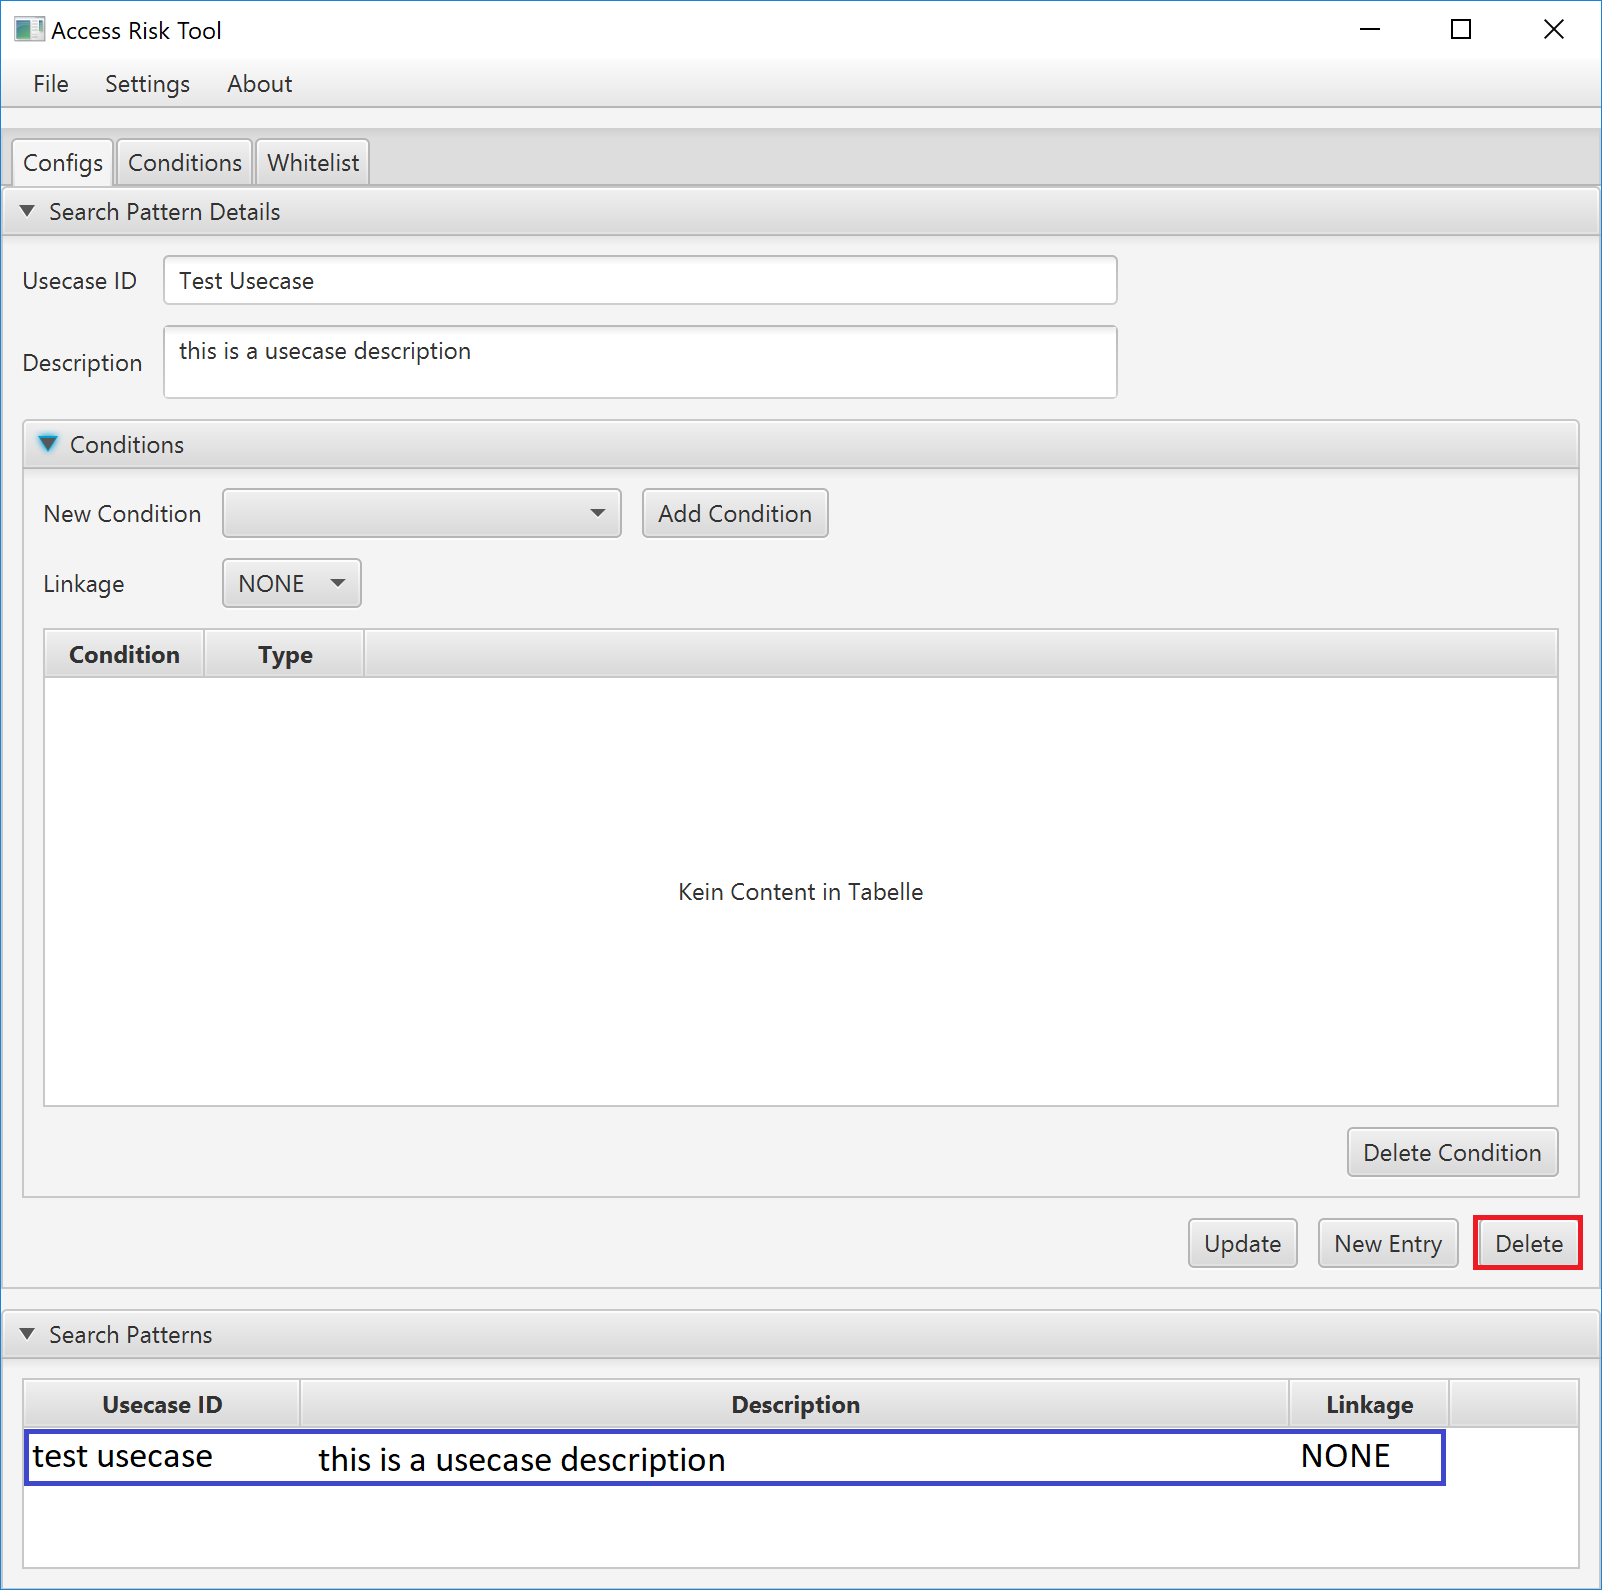 Access Risk Tool
File Settings About
Configs Conditions Whitelist
Search Pattern Details
Usecase ID Test Usecase
Description this is a usecase description
Conditions
New Condition Add Condition
Linkage NONE
Condition Type
Kein Content in Tabelle
Delete Condition
Update New Entry Delete
Search Patterns
Usecase ID Description Linkage
test usecase this is a usecase description NONE